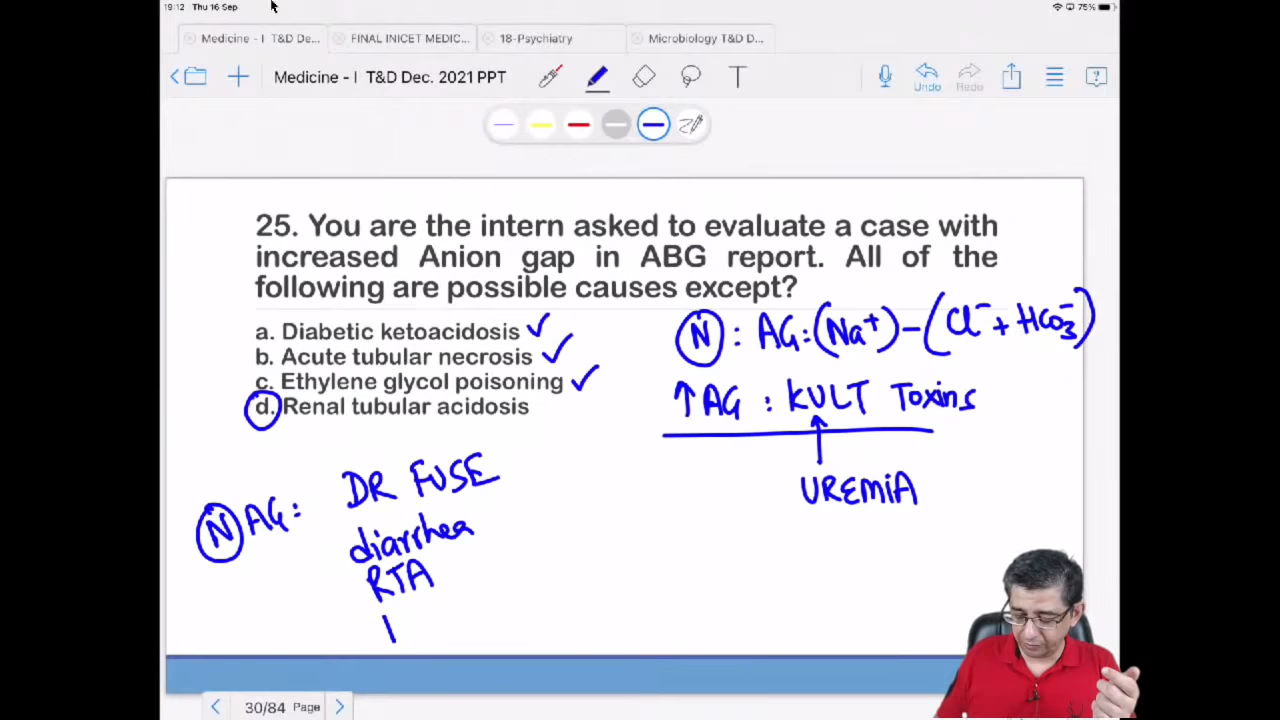 19:12 Thu 16 Sep
75%
Medicine - I T&D De...
FINAL INICET MEDIC...
18-Psychiatry
Microbiology T&D D...
Medicine - I T&D Dec. 2021 PPT
T
Undo
Redo
?
25. You are the intern asked to evaluate a case with
increased Anion gap in ABG report. All of the
following are possible causes except?
a. Diabetic ketoacidosis ✓
b. Acute tubular necrosis ✓
c. Ethylene glycol poisoning ✓
d. Renal tubular acidosis
N : AG : (Na⁺) − (Cl⁻ + HCO₃⁻)
↑AG : KULT Toxins
UREMIA
N AG : DR FUSE
diarrhea
RTA
30/84 Page